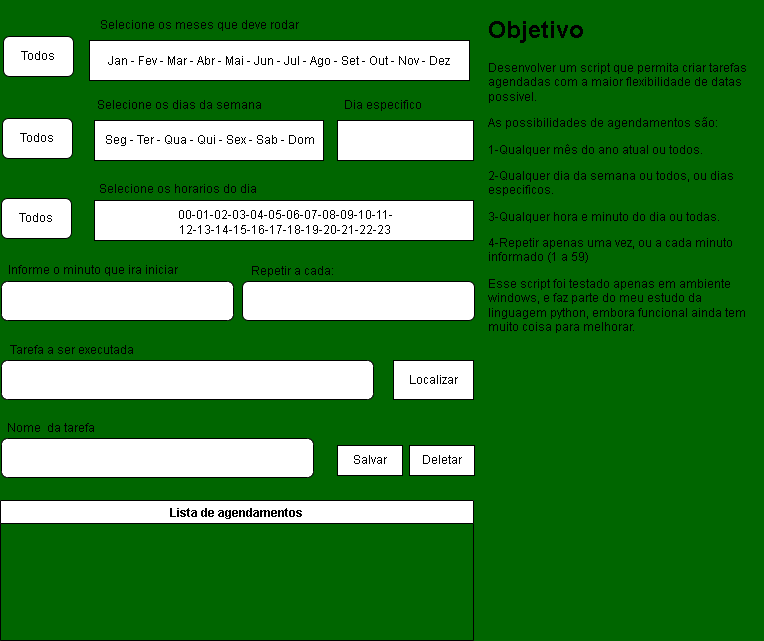 Selecione os meses que deve rodar
Todos
Jan - Fev - Mar - Abr - Mai - Jun - Jul - Ago - Set - Out - Nov - Dez
Selecione os dias da semana
Dia especifico
Todos
Seg - Ter - Qua - Qui - Sex - Sab - Dom
Selecione os horarios do dia
Todos
00-01-02-03-04-05-06-07-08-09-10-11-
12-13-14-15-16-17-18-19-20-21-22-23
Informe o minuto que ira iniciar
Repetir a cada:
Tarefa a ser executada
Localizar
Nome da tarefa
Salvar
Deletar
Lista de agendamentos
Objetivo
Desenvolver um script que permita criar tarefas
agendadas com a maior flexibilidade de datas
possivel.
As possibilidades de agendamentos são:
1-Qualquer mês do ano atual ou todos.
2-Qualquer dia da semana ou todos, ou dias
especificos.
3-Qualquer hora e minuto do dia ou todas.
4-Repetir apenas uma vez, ou a cada minuto
informado (1 a 59)
Esse script foi testado apenas em ambiente
windows, e faz parte do meu estudo da
linguagem python, embora funcional ainda tem
muito coisa para melhorar.